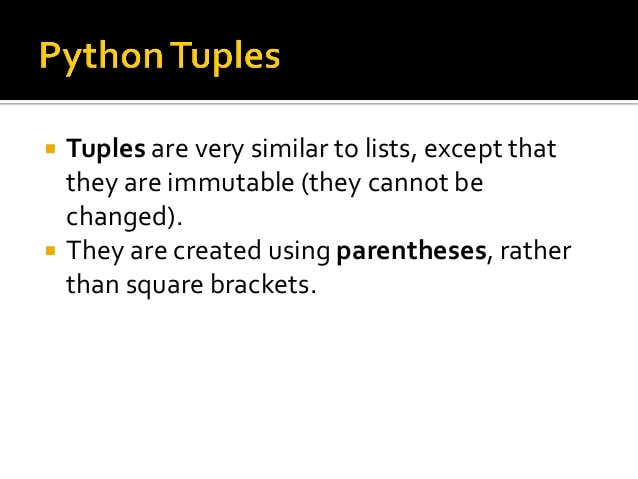 Python Tuples
Tuples are very similar to lists, except that
they are immutable (they cannot be
changed).
They are created using parentheses, rather
than square brackets.